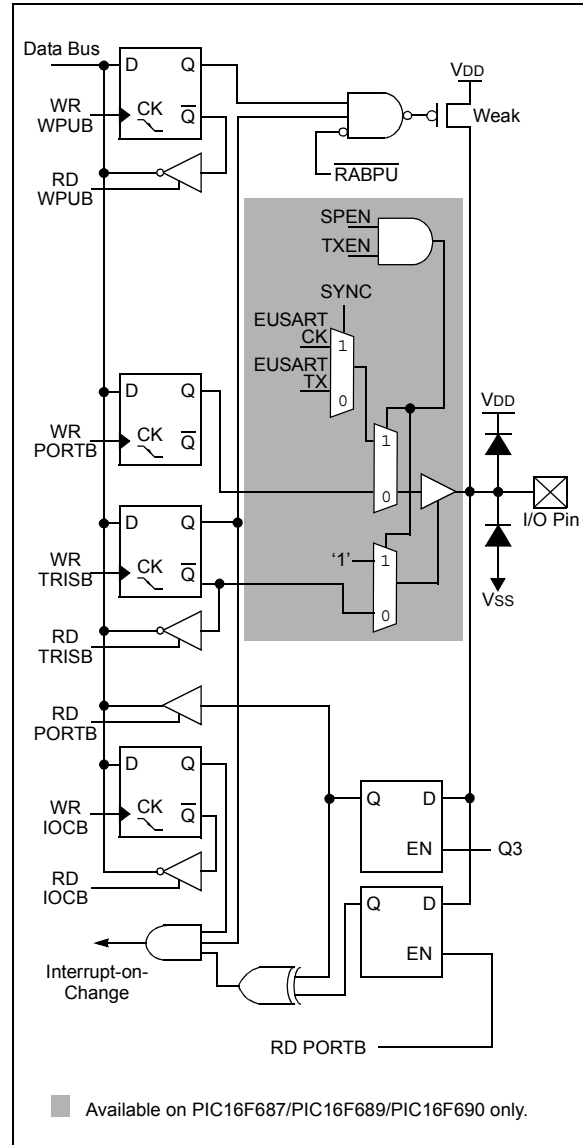 Data Bus
D Q
VDD
WR
WPUB
CK Q̅
Weak
RD
WPUB
R̅A̅B̅P̅U̅
SPEN
TXEN
SYNC
EUSART
CK
1
EUSART
TX
0
D Q
VDD
WR
PORTB
CK Q̅
1
0
I/O Pin
D Q
WR
TRISB
CK Q̅
‘1’
1
VSS
0
RD
TRISB
RD
PORTB
D Q
Q D
WR
IOCB
CK Q̅
EN
Q3
RD
IOCB
Q D
EN
Interrupt-on-
Change
RD PORTB
Available on PIC16F687/PIC16F689/PIC16F690 only.